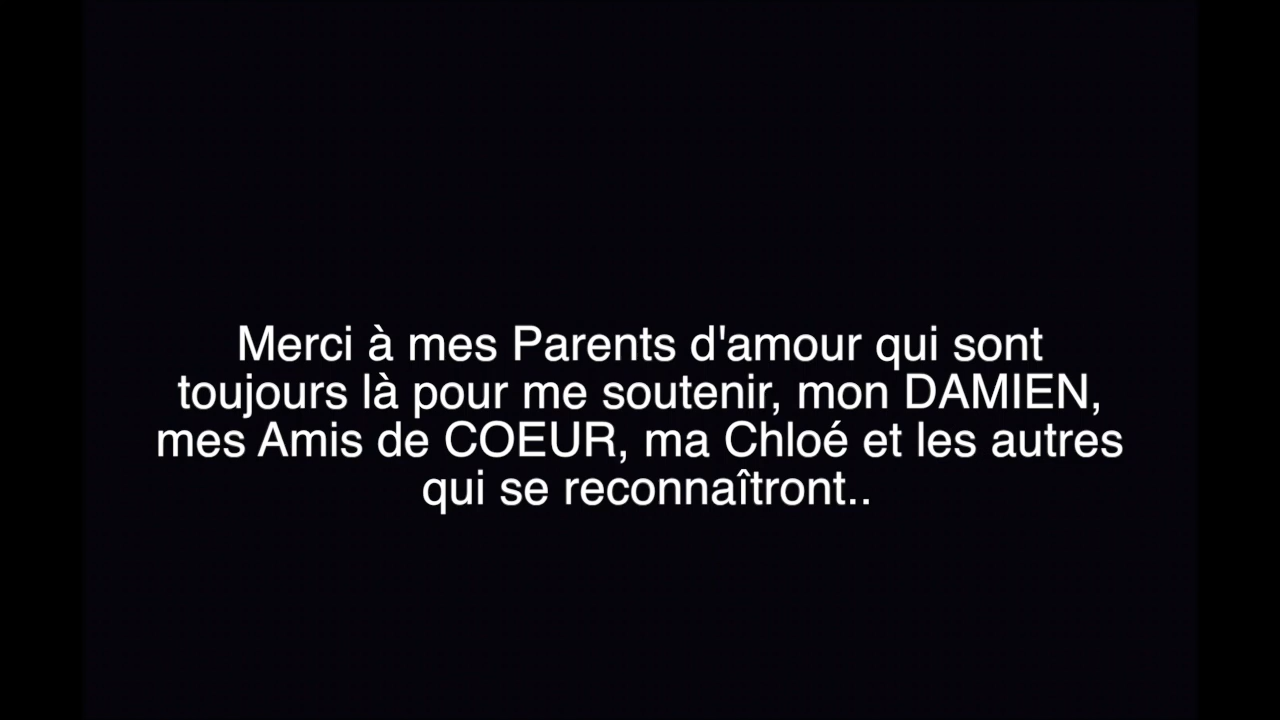 Merci à mes Parents d'amour qui sont
toujours là pour me soutenir, mon DAMIEN,
mes Amis de COEUR, ma Chloé et les autres
qui se reconnaîtront..